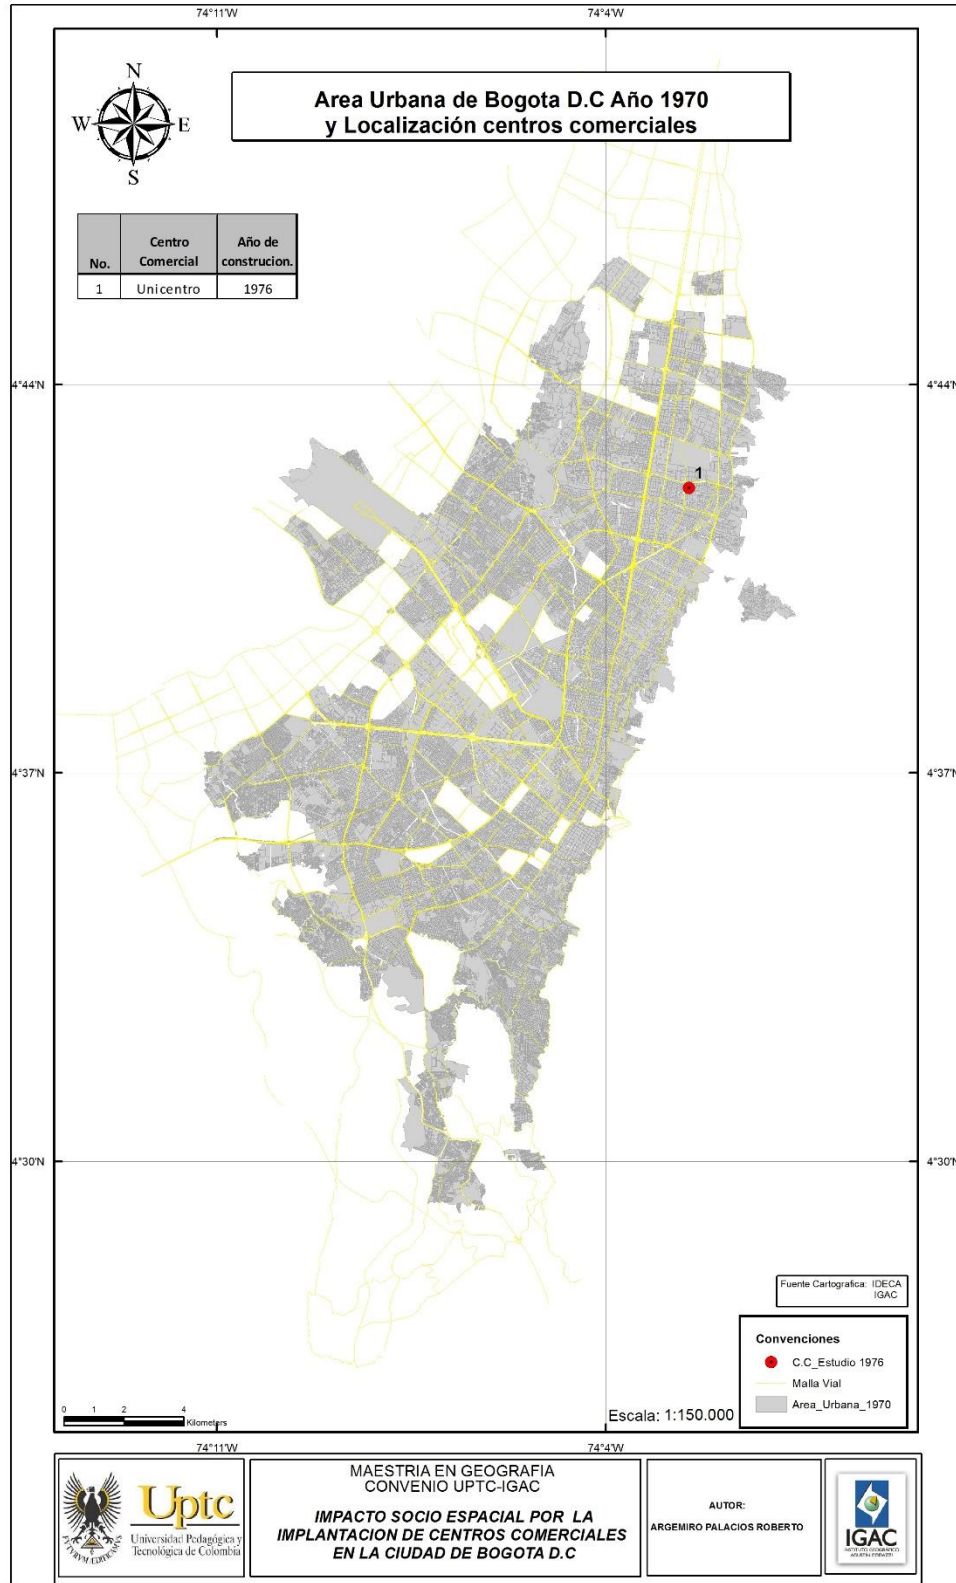 74°11'W 74°4'W
N
W E
S
Area Urbana de Bogota D.C Año 1970
y Localización centros comerciales
No. Centro Comercial Año de construcion.
1 Unicentro 1976
4°44'N 4°44'N
1
4°37'N 4°37'N
4°30'N 4°30'N
Fuente Cartografica: IDECA
IGAC
Convenciones
C.C_Estudio 1976
Malla Vial
Area_Urbana_1970
0 1 2 4
Kilometers
Escala: 1:150.000
74°11'W 74°4'W
Uptc
Universidad Pedagógica y
Tecnológica de Colombia
MAESTRIA EN GEOGRAFIA
CONVENIO UPTC-IGAC
IMPACTO SOCIO ESPACIAL POR LA
IMPLANTACION DE CENTROS COMERCIALES
EN LA CIUDAD DE BOGOTA D.C
AUTOR:
ARGEMIRO PALACIOS ROBERTO
IGAC
INSTITUTO GEOGRÁFICO
AGUSTÍN CODAZZI